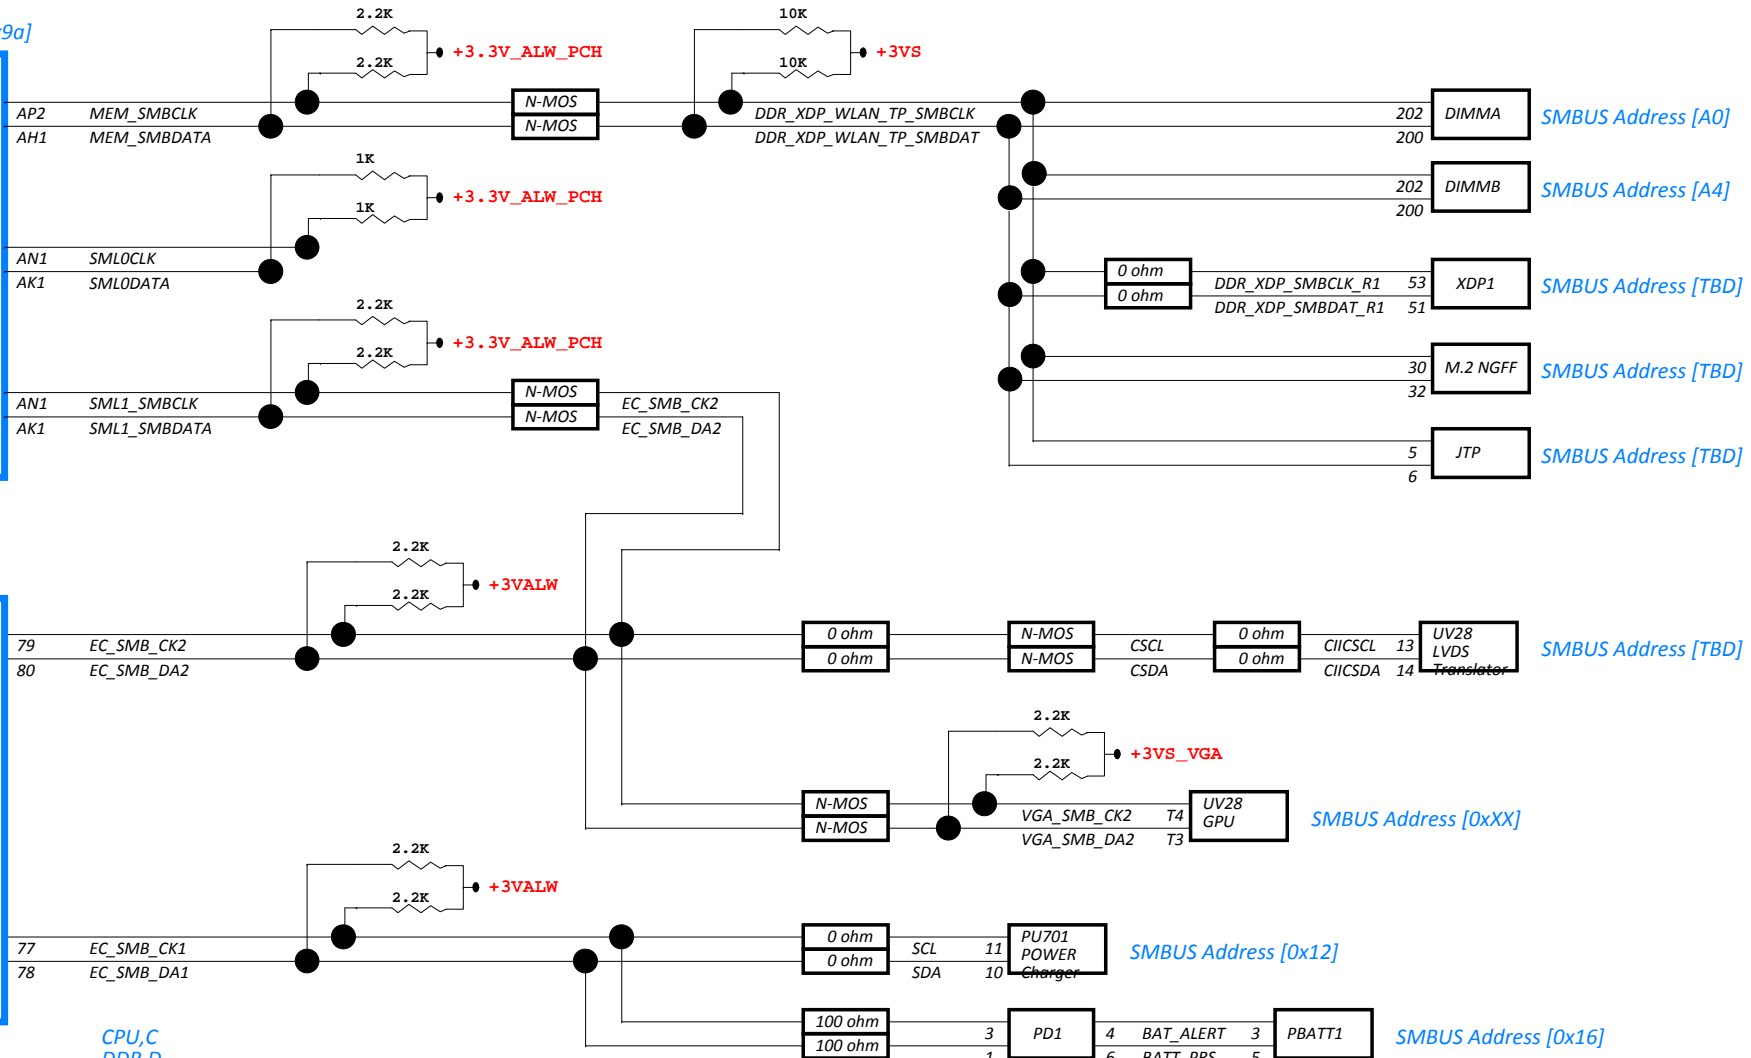 9a]
2.2K
10K
+3.3V_ALW_PCH
+3VS
2.2K
10K
AP2 MEM_SMBCLK
N-MOS
DDR_XDP_WLAN_TP_SMBCLK
202 DIMMA
SMBUS Address [A0]
AH1 MEM_SMBDATA
N-MOS
DDR_XDP_WLAN_TP_SMBDAT
200
1K
+3.3V_ALW_PCH
1K
202 DIMMB
SMBUS Address [A4]
200
AN1 SML0CLK
AK1 SML0DATA
0 ohm
DDR_XDP_SMBCLK_R1 53 XDP1
SMBUS Address [TBD]
0 ohm
DDR_XDP_SMBDAT_R1 51
2.2K
+3.3V_ALW_PCH
2.2K
30 M.2 NGFF
SMBUS Address [TBD]
32
AN1 SML1_SMBCLK
N-MOS
EC_SMB_CK2
AK1 SML1_SMBDATA
N-MOS
EC_SMB_DA2
5 JTP
SMBUS Address [TBD]
6
2.2K
+3VALW
2.2K
79 EC_SMB_CK2
0 ohm
N-MOS
CSCL
0 ohm
CIICSCL 13
UV28
LVDS
Translator
SMBUS Address [TBD]
80 EC_SMB_DA2
0 ohm
N-MOS
CSDA
0 ohm
CIICSDA 14
2.2K
+3VS_VGA
2.2K
N-MOS
VGA_SMB_CK2 T4
UV28
GPU
SMBUS Address [0xXX]
N-MOS
VGA_SMB_DA2 T3
2.2K
+3VALW
2.2K
77 EC_SMB_CK1
0 ohm
SCL 11
PU701
POWER
Charger
SMBUS Address [0x12]
78 EC_SMB_DA1
0 ohm
SDA 10
CPU,C
100 ohm
3 PD1 4 BAT_ALERT 3 PBATT1
SMBUS Address [0x16]
100 ohm
1 6 BATT_PRS 5
DDR,D